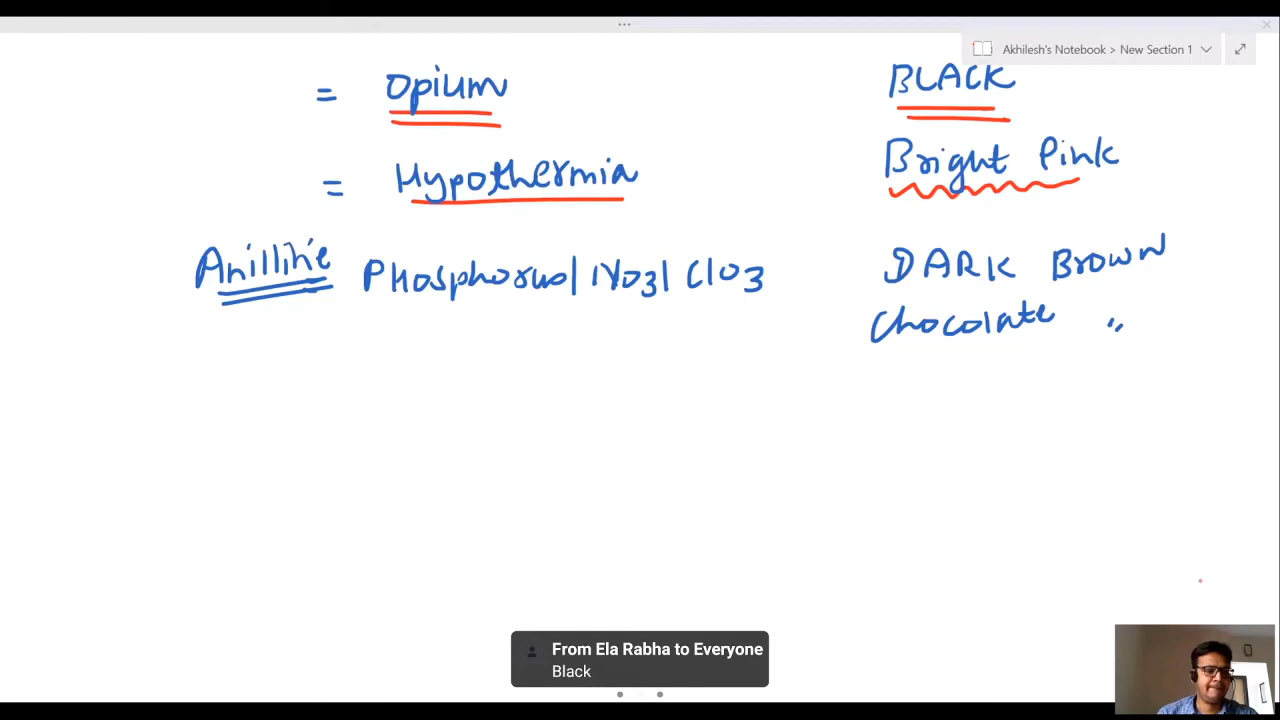 Akhilesh's Notebook > New Section 1
= Opium BLACK
= Hypothermia Bright Pink
Anilline Phosphorus| NO3| ClO3 DARK Brown
Chocolate "
From Ela Rabha to Everyone
Black